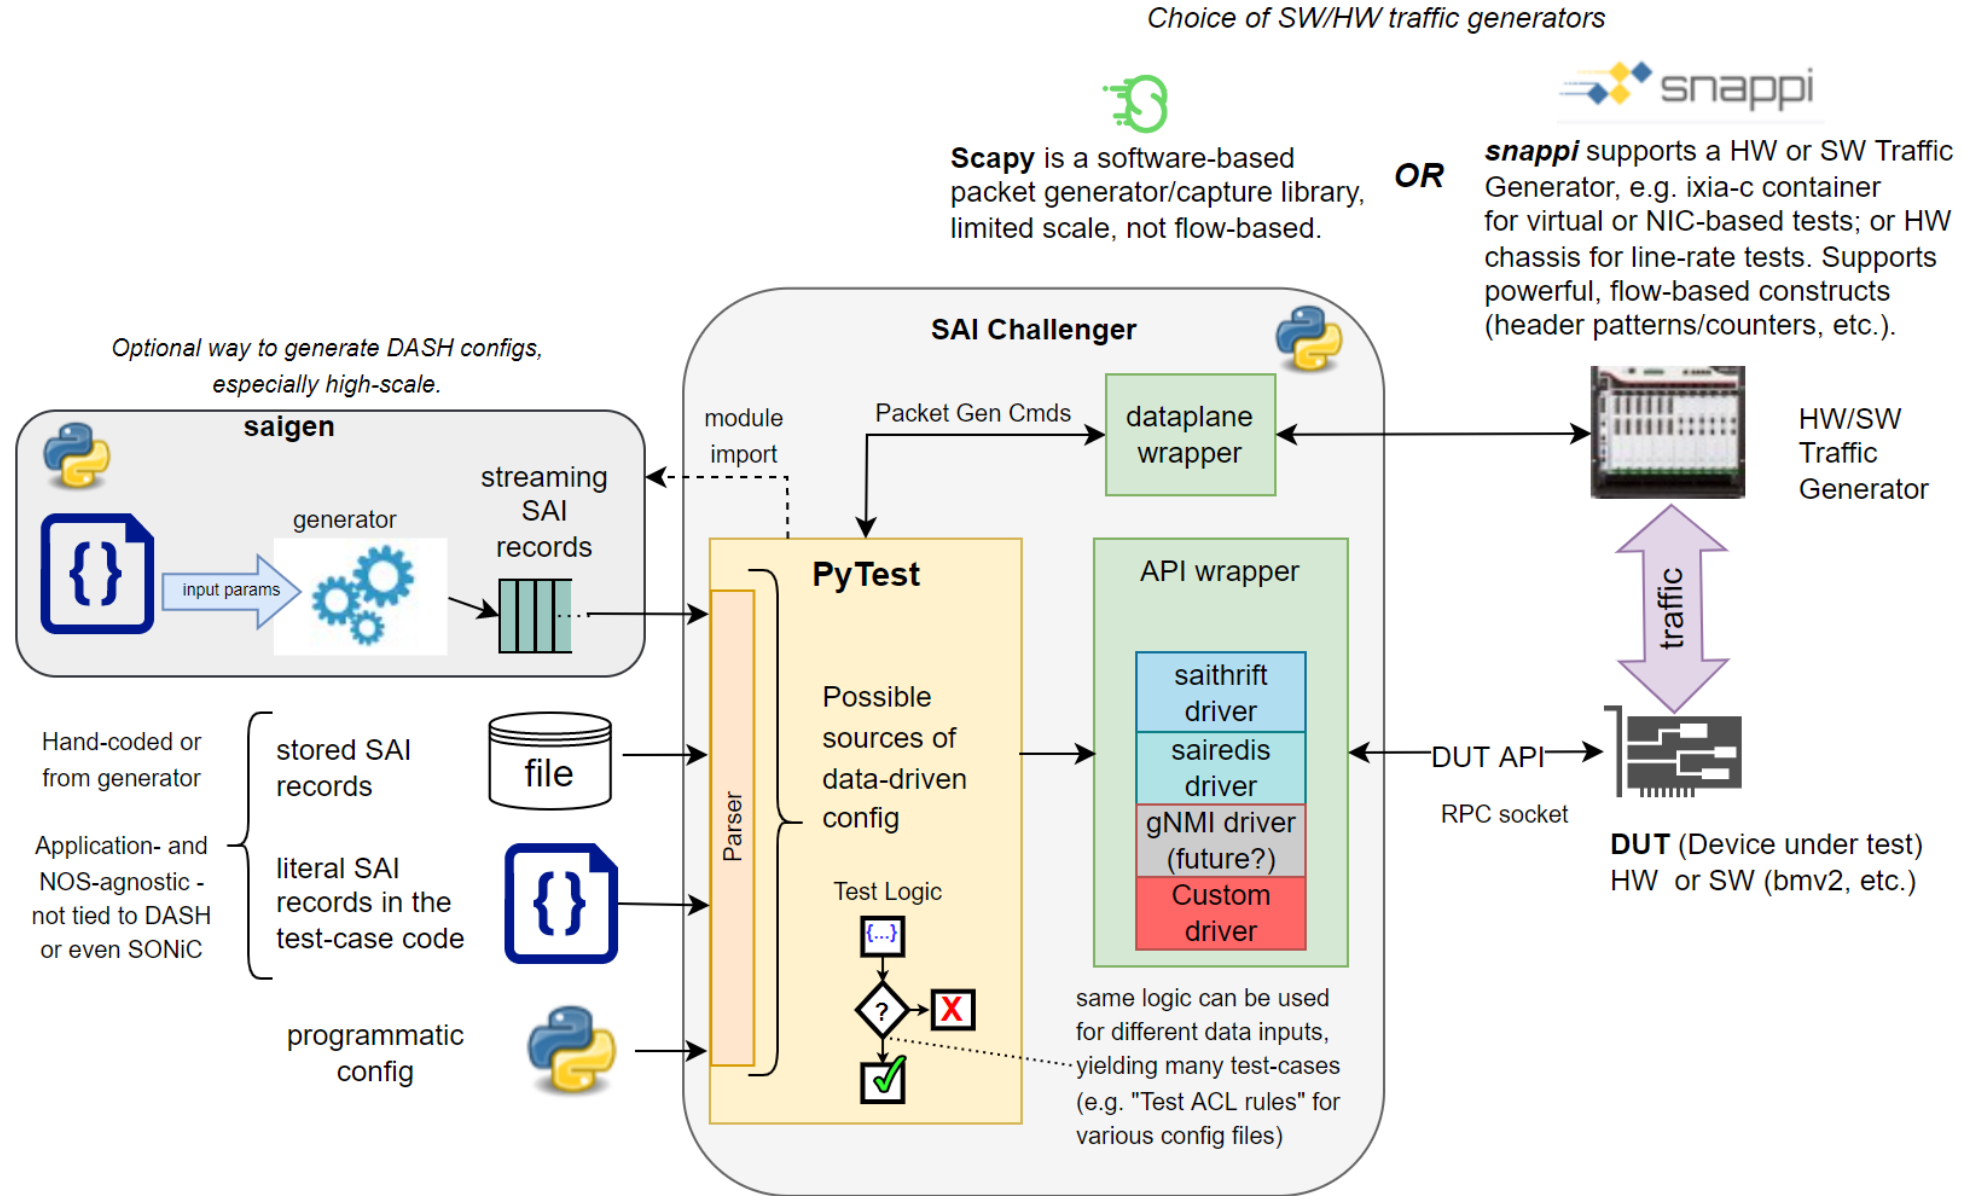 Choice of SW/HW traffic generators
snappi
Scapy is a software-based
packet generator/capture library,
limited scale, not flow-based.
OR
snappi supports a HW or SW Traffic
Generator, e.g. ixia-c container
for virtual or NIC-based tests; or HW
chassis for line-rate tests. Supports
powerful, flow-based constructs
(header patterns/counters, etc.).
Optional way to generate DASH configs,
especially high-scale.
saigen
{}
input params
generator
streaming
SAI
records
module
import
SAI Challenger
Packet Gen Cmds
dataplane
wrapper
HW/SW
Traffic
Generator
traffic
Hand-coded or
from generator
Application- and
NOS-agnostic -
not tied to DASH
or even SONiC
stored SAI
records
file
literal SAI
records in the
test-case code
{}
programmatic
config
Parser
PyTest
Possible
sources of
data-driven
config
Test Logic
{...}
?
X
API wrapper
saithrift
driver
sairedis
driver
gNMI driver
(future?)
Custom
driver
same logic can be used
for different data inputs,
yielding many test-cases
(e.g. "Test ACL rules" for
various config files)
DUT API
RPC socket
DUT (Device under test)
HW or SW (bmv2, etc.)